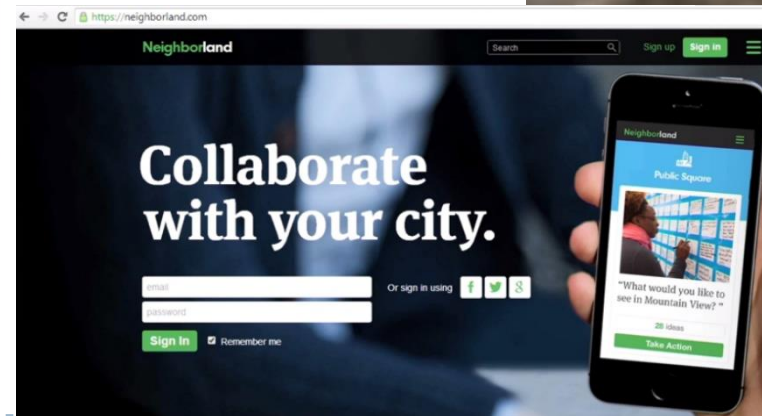 https://neighborland.com
Neighborland
Search
Sign up
Sign in
Collaborate
with your city.
email
password
Or sign in using f g
Sign In
Remember me
Neighborland
Public Square
"What would you like to
see in Mountain View? "
28 ideas
Take Action